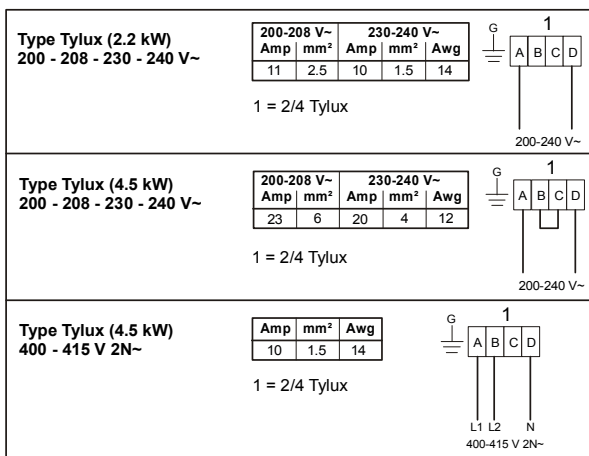 Type Tylux (2.2 kW)
200 - 208 - 230 - 240 V~
200-208 V~ 230-240 V~
Amp mm² Amp mm² Awg
11 2.5 10 1.5 14
1 = 2/4 Tylux
G 1
A B C D
200-240 V~
Type Tylux (4.5 kW)
200 - 208 - 230 - 240 V~
200-208 V~ 230-240 V~
Amp mm² Amp mm² Awg
23 6 20 4 12
1 = 2/4 Tylux
G 1
A B C D
200-240 V~
Type Tylux (4.5 kW)
400 - 415 V 2N~
Amp mm² Awg
10 1.5 14
1 = 2/4 Tylux
G 1
A B C D
L1 L2 N
400-415 V 2N~